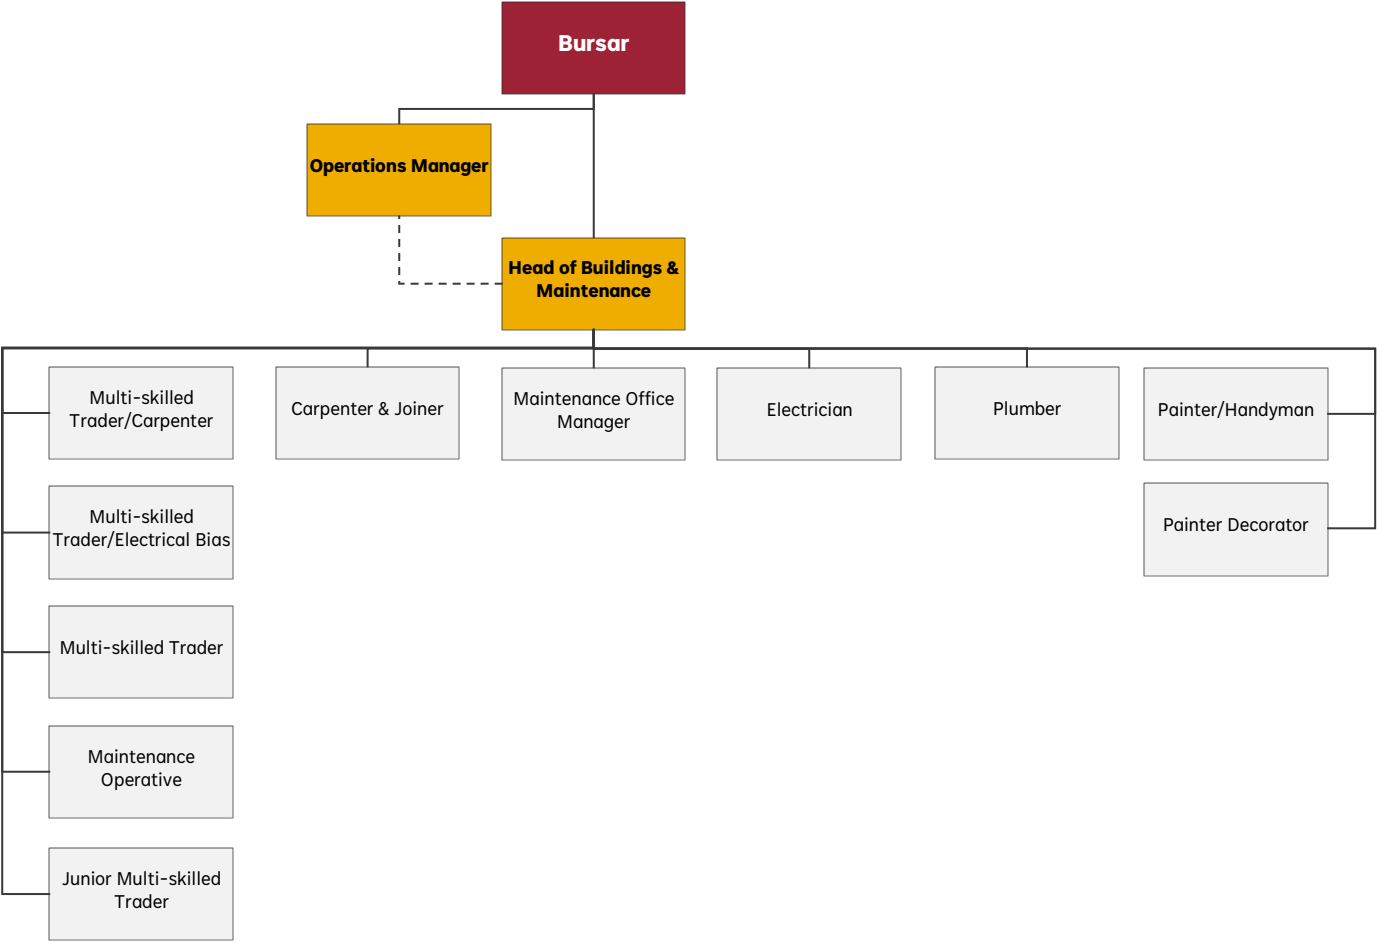 Bursar
Operations Manager
Head of Buildings &
Maintenance
Multi-skilled
Trader/Carpenter
Carpenter & Joiner
Maintenance Office
Manager
Electrician
Plumber
Painter/Handyman
Multi-skilled
Trader/Electrical Bias
Painter Decorator
Multi-skilled Trader
Maintenance
Operative
Junior Multi-skilled
Trader